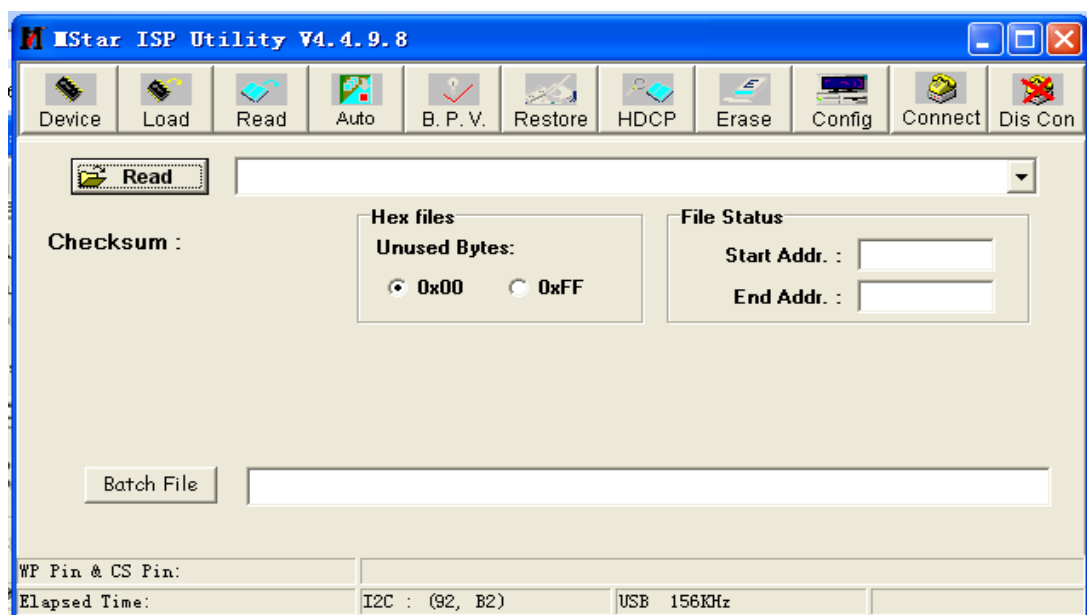 MStar ISP Utility V4.4.9.8
Device Load Read Auto B. P. V. Restore HDCP Erase Config Connect Dis Con
Read
Hex files File Status
Checksum : Unused Bytes: Start Addr. :
0x00 0xFF End Addr. :
Batch File
WP Pin & CS Pin:
Elapsed Time: I2C : (92, B2) USB 156KHz